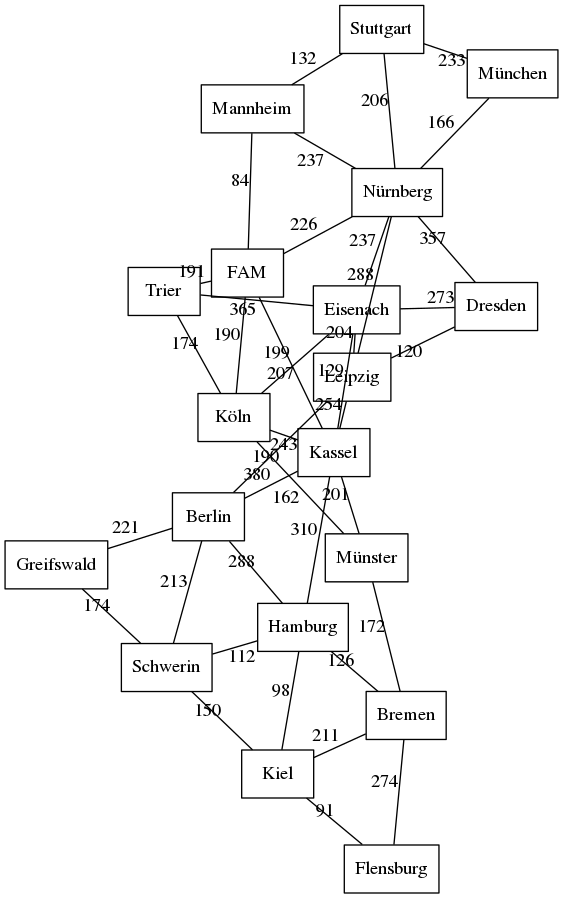 Stuttgart
132
233
München
206
Mannheim
166
237
84
Nürnberg
226
237
357
191
FAM
288
Trier
365
Eisenach
273
Dresden
190
204
174
199
129
120
207
Leipzig
254
Köln
243
Kassel
190
380
162
201
Berlin
221
310
288
Münster
Greifswald
213
174
Hamburg
172
112
126
Schwerin
98
150
Bremen
211
Kiel
274
91
Flensburg